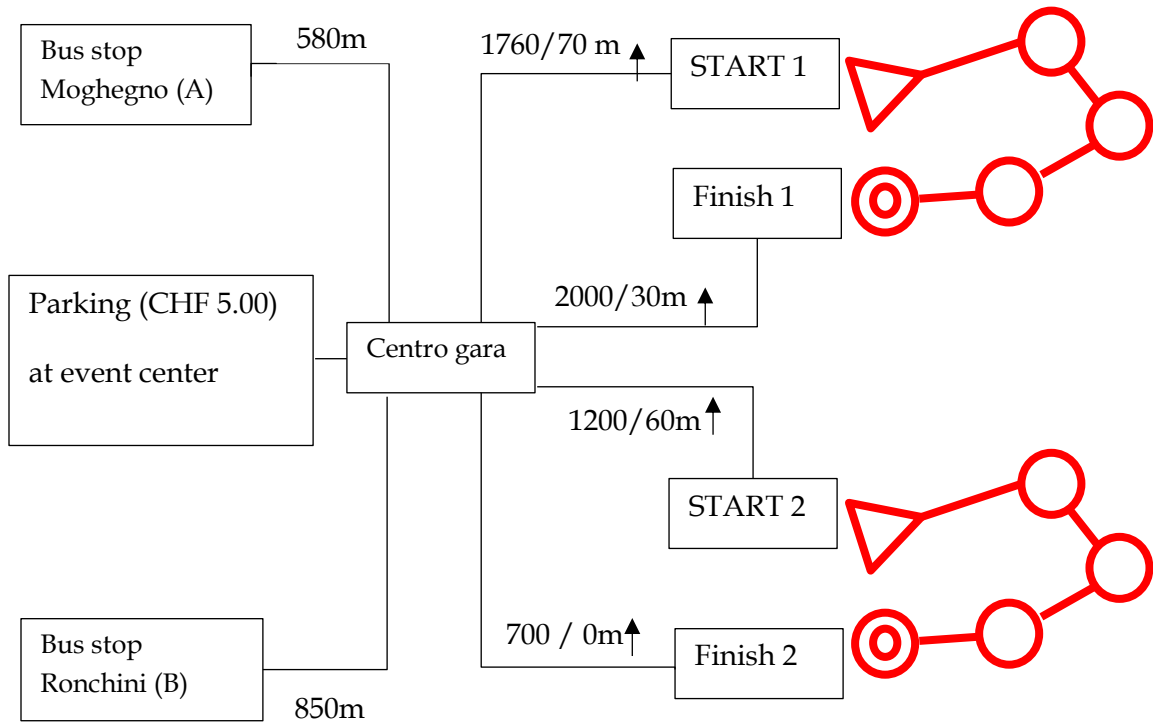 Bus stop
Moghegno (A)
580m
1760/70 m
START 1
Finish 1
2000/30m
Parking (CHF 5.00)
at event center
Centro gara
1200/60m
START 2
700 / 0m
Finish 2
Bus stop
Ronchini (B)
850m